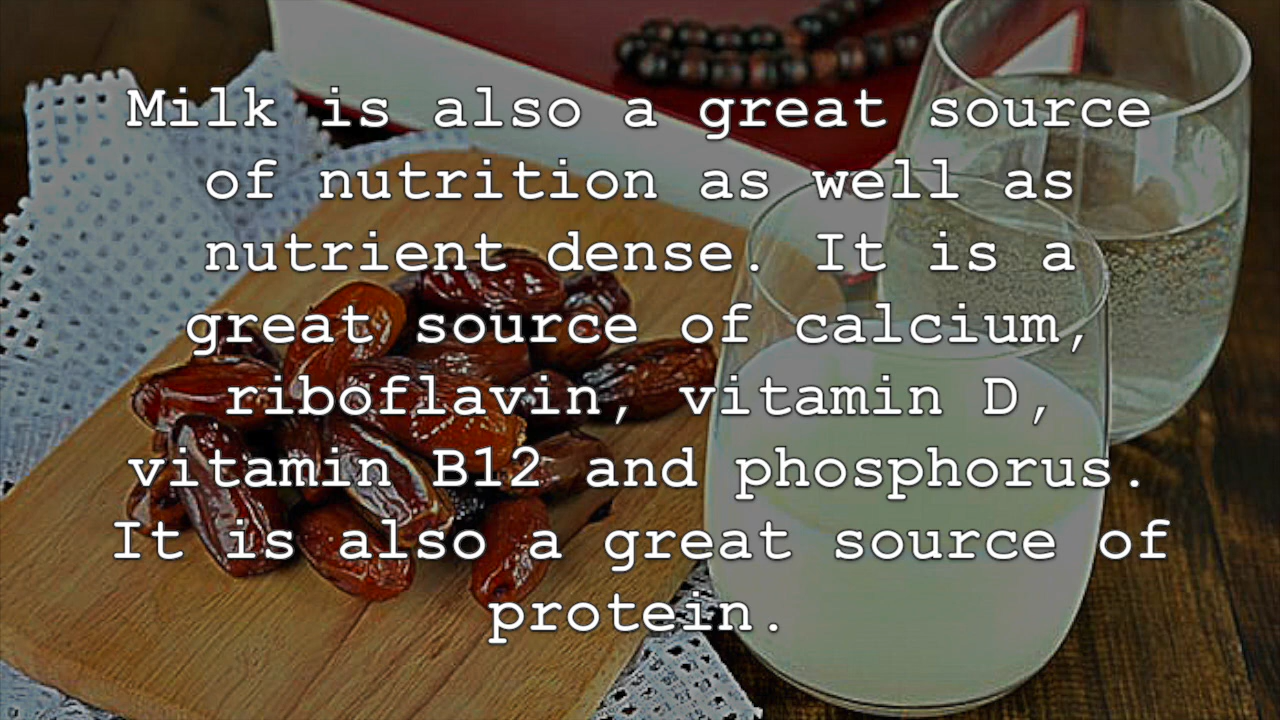 Milk is also a great source
of nutrition as well as
nutrient dense. It is a
great source of calcium,
riboflavin, vitamin D,
vitamin B12 and phosphorus.
It is also a great source of
protein.